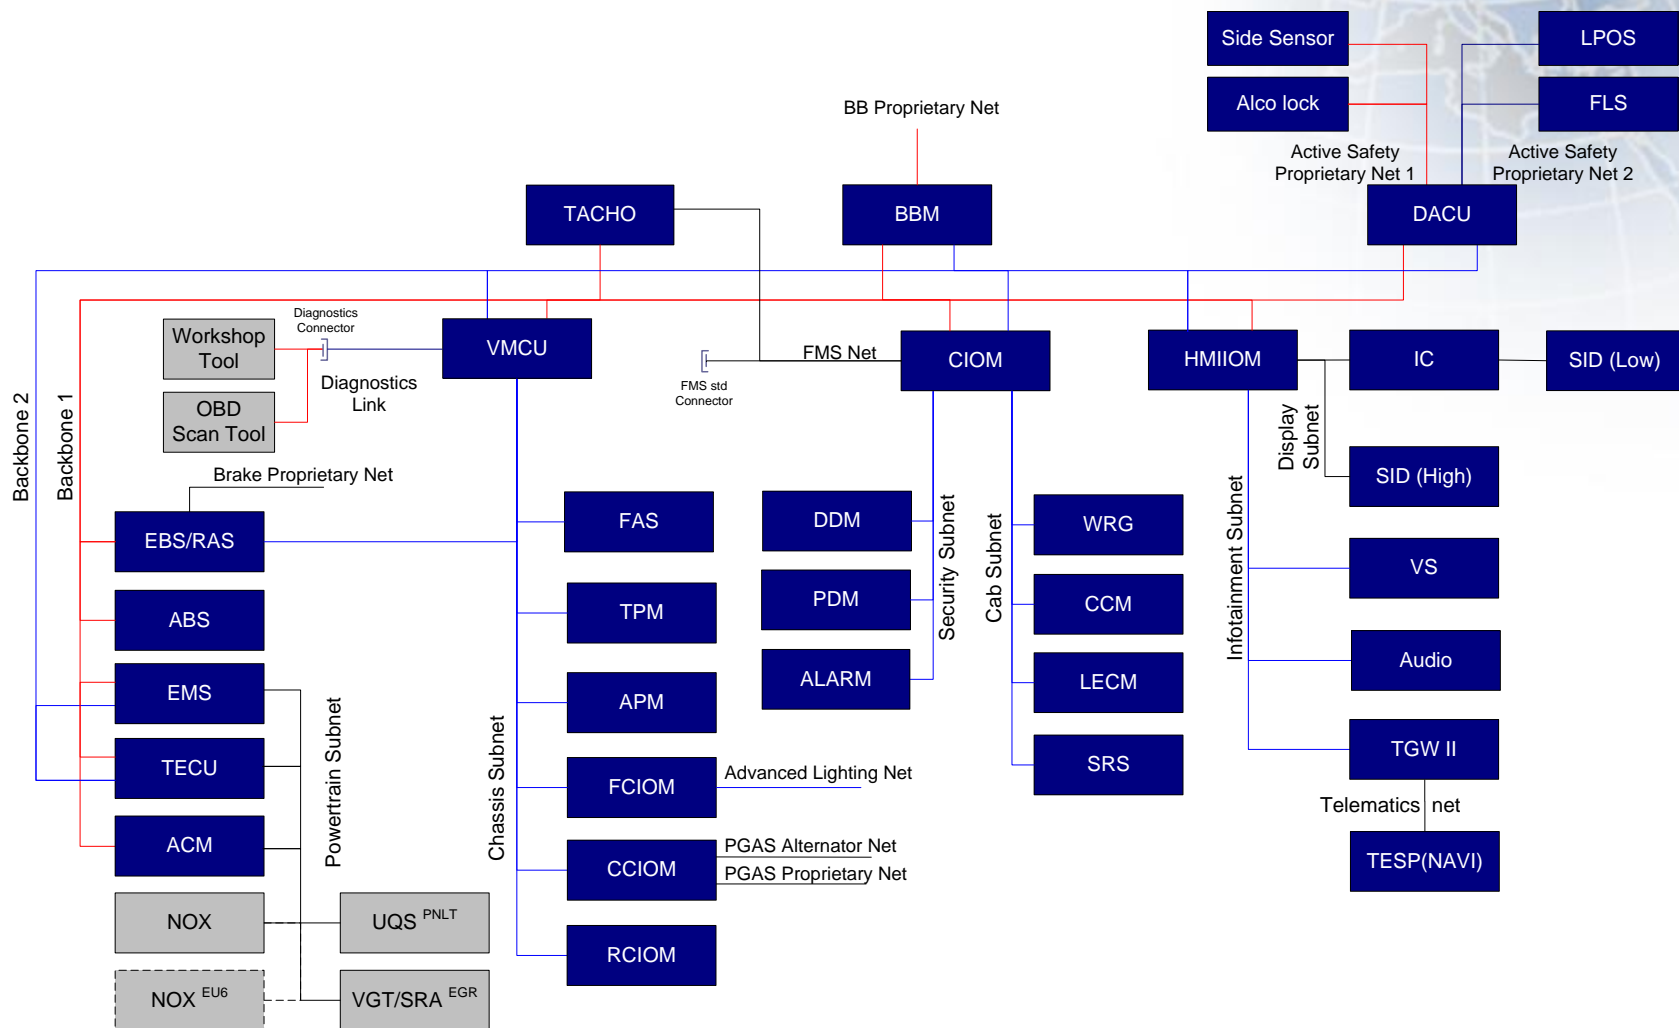 Side Sensor
LPOS
Alco lock
FLS
BB Proprietary Net
Active Safety
Proprietary Net 1
Active Safety
Proprietary Net 2
TACHO
BBM
DACU
Diagnostics
Connector
Workshop
Tool
VMCU
FMS Net
CIOM
HMIIOM
IC
SID (Low)
Diagnostics
Link
FMS std
Connector
OBD
Scan Tool
Backbone 2
Backbone 1
Display
Subnet
Brake Proprietary Net
SID (High)
EBS/RAS
FAS
DDM
Security Subnet
Cab Subnet
WRG
Infotainment Subnet
VS
ABS
TPM
PDM
CCM
EMS
Powertrain Subnet
Chassis Subnet
APM
ALARM
LECM
Audio
TECU
FCIOM
Advanced Lighting Net
SRS
TGW II
Telematics net
ACM
CCIOM
PGAS Alternator Net
PGAS Proprietary Net
TESP(NAVI)
NOX
UQS PNLT
RCIOM
NOX EU6
VGT/SRA EGR